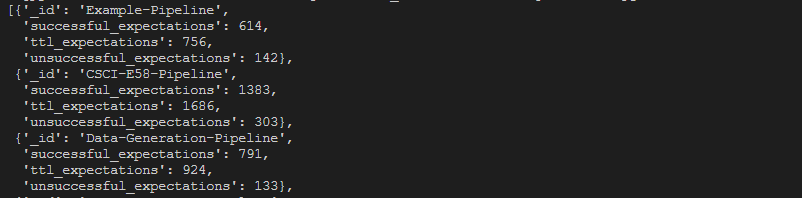 [{'_id': 'Example-Pipeline',
'successful_expectations': 614,
'ttl_expectations': 756,
'unsuccessful_expectations': 142},
{'_id': 'CSCI-E58-Pipeline',
'successful_expectations': 1383,
'ttl_expectations': 1686,
'unsuccessful_expectations': 303},
{'_id': 'Data-Generation-Pipeline',
'successful_expectations': 791,
'ttl_expectations': 924,
'unsuccessful_expectations': 133},